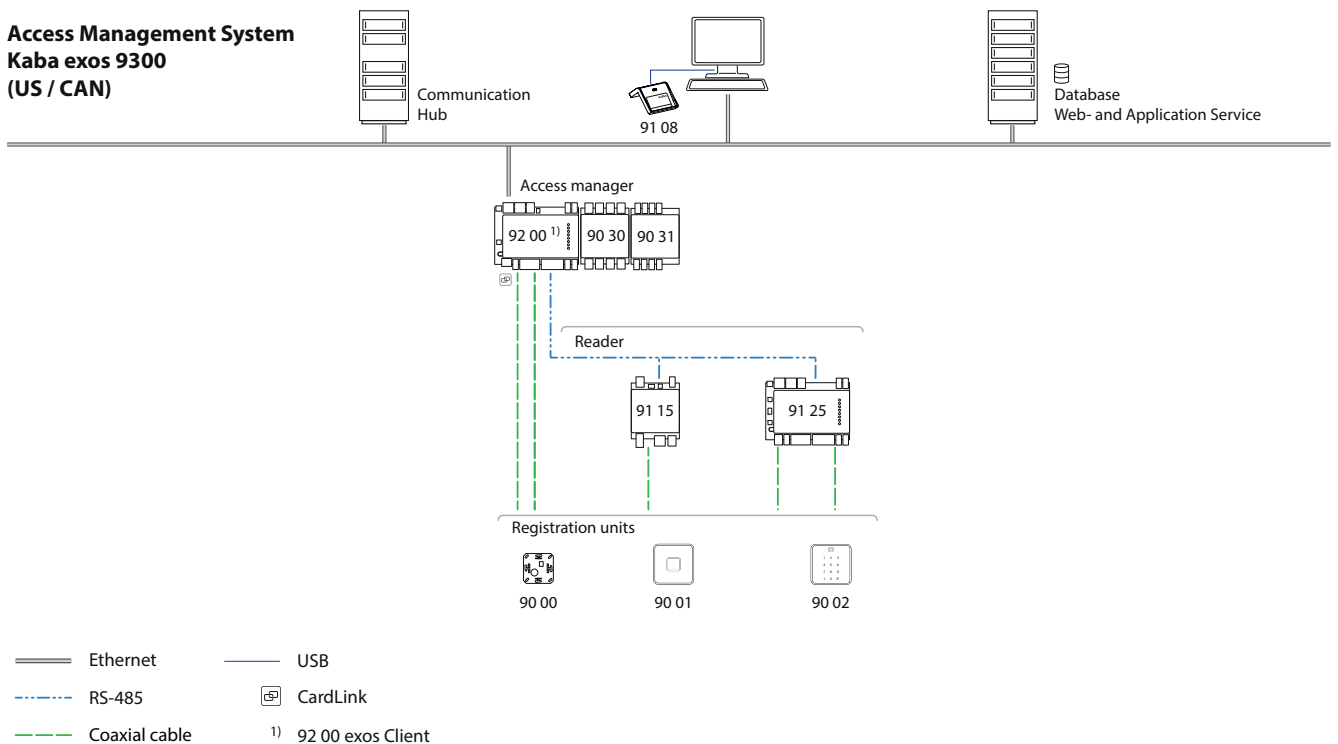 Access Management System
Kaba exos 9300
(US / CAN)
Communication
Hub
91 08
Database
Web- and Application Service
Access manager
92 00 1)
90 30
90 31
Reader
91 15
91 25
Registration units
90 00
90 01
90 02
Ethernet
USB
RS-485
CardLink
Coaxial cable
1) 92 00 exos Client